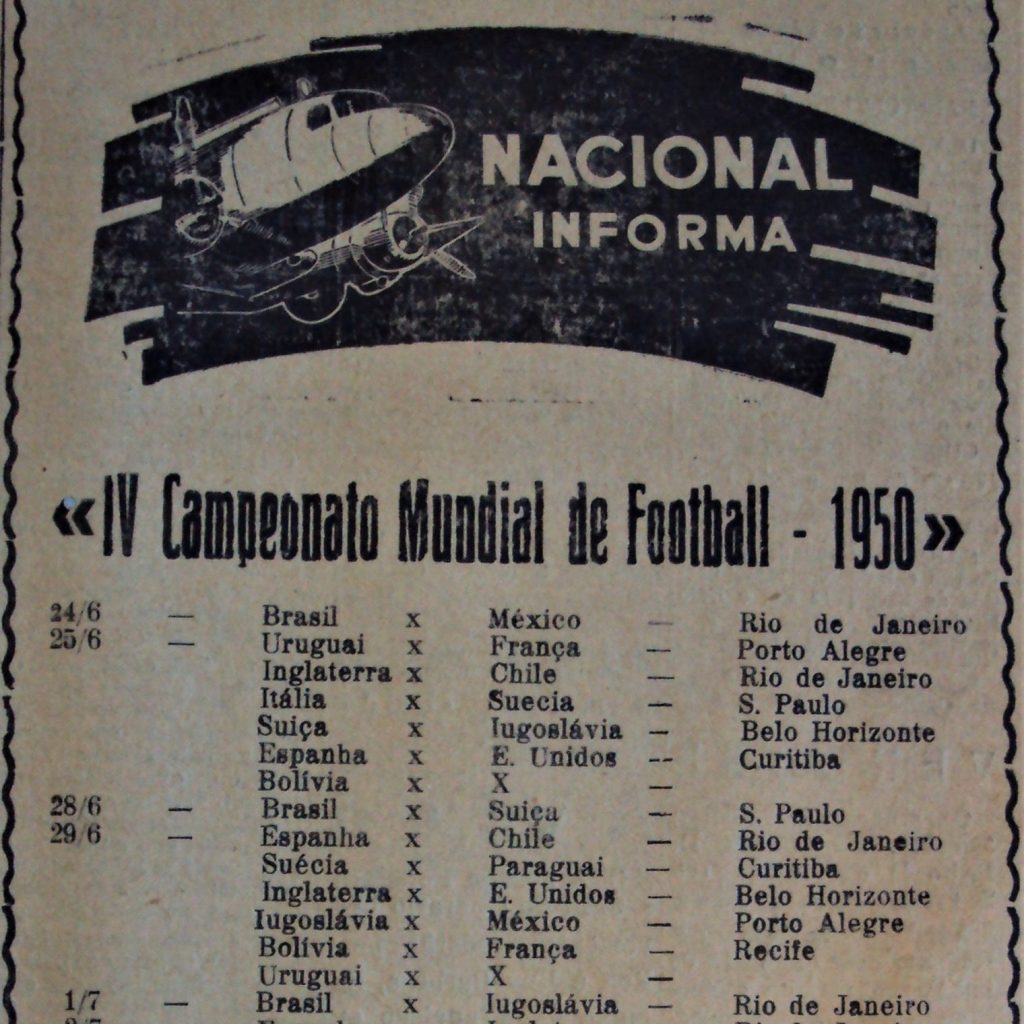 NACIONAL
INFORMA
«IV Campeonato Mundial de Football - 1950»
24/6 — Brasil x México — Rio de Janeiro
25/6 — Uruguai x França — Porto Alegre
Inglaterra x Chile — Rio de Janeiro
Itália x Suecia — S. Paulo
Suiça x Iugoslávia — Belo Horizonte
Espanha x E. Unidos -- Curitiba
Bolívia x X —
28/6 — Brasil x Suiça — S. Paulo
29/6 — Espanha x Chile — Rio de Janeiro
Suécia x Paraguai — Curitiba
Inglaterra x E. Unidos — Belo Horizonte
Iugoslávia x México — Porto Alegre
Bolívia x França — Recife
Uruguai x X —
1/7 — Brasil x Iugoslávia — Rio de Janeiro